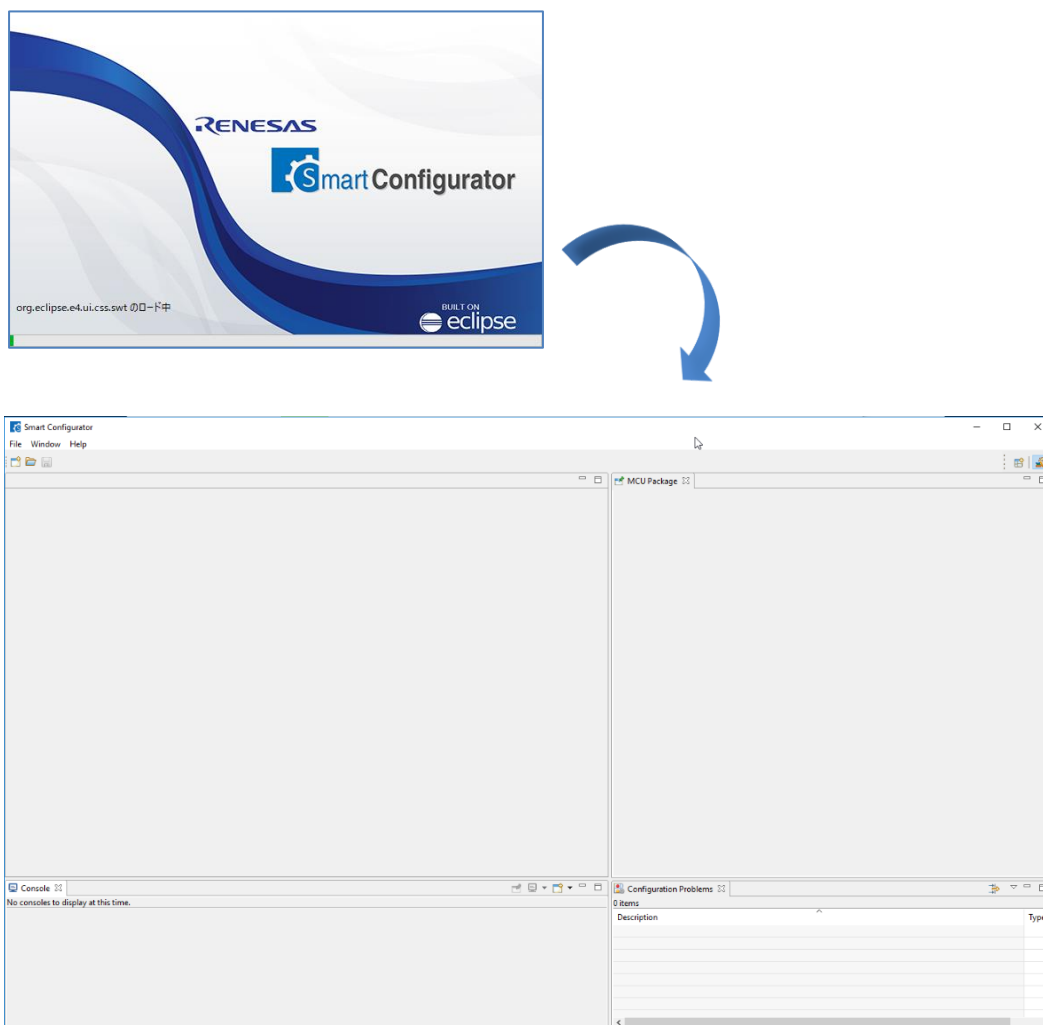 RENESAS
Smart Configurator
org.eclipse.e4.ui.css.swt のロード中
BUILT ON
eclipse
Smart Configurator
File Window Help
MCU Package
Console
No consoles to display at this time.
Configuration Problems
0 items
Description
Type